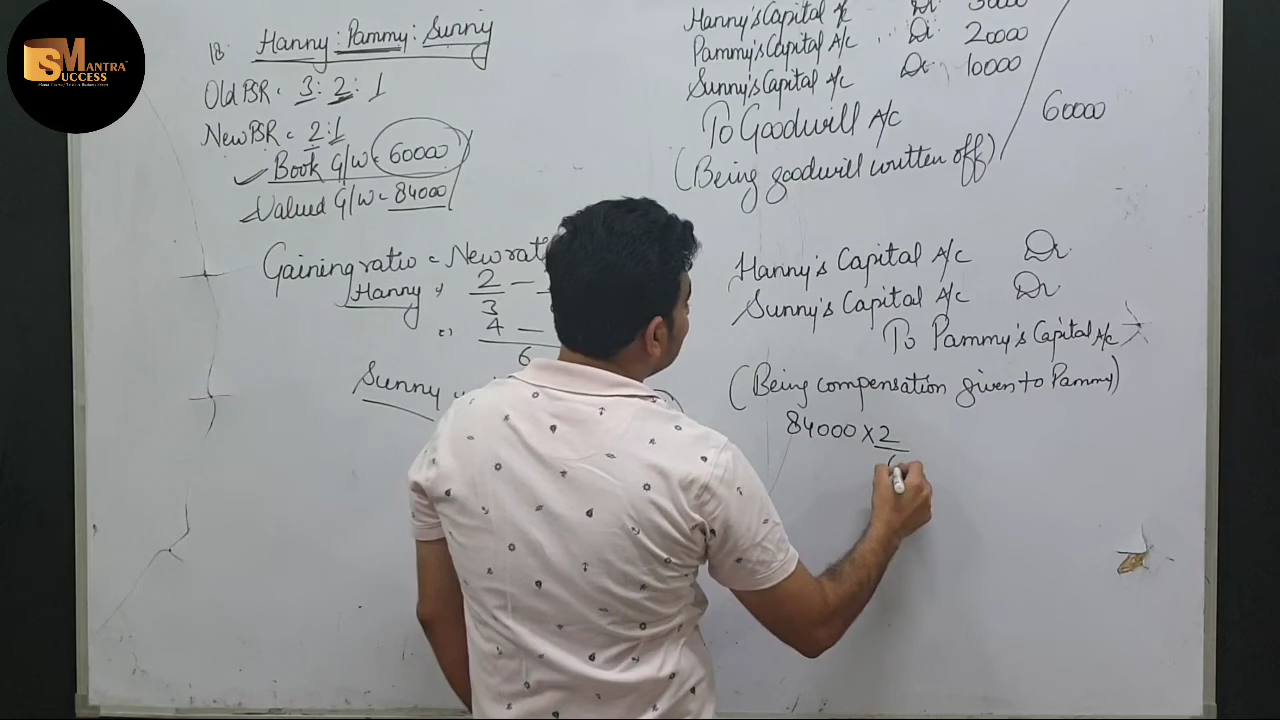 MANTRA
SUCCESS
18. Hanny : Pammy : Sunny
Old PSR = 3 : 2 : 1
New PSR = 2 : 1
Book G/W = 60000
Valued G/W = 84000
Gaining ratio = New
Hanny = 2/3 -
= 4 -
6
Sunny
Hanny's Capital A/c Dr.
Pammy's Capital A/c Dr. 20000
Sunny's Capital A/c Dr. 10000
To Goodwill A/c 60000
(Being goodwill written off)
Hanny's Capital A/c Dr.
Sunny's Capital A/c Dr.
To Pammy's Capital A/c
(Being compensation given to Pammy)
84000 × 2